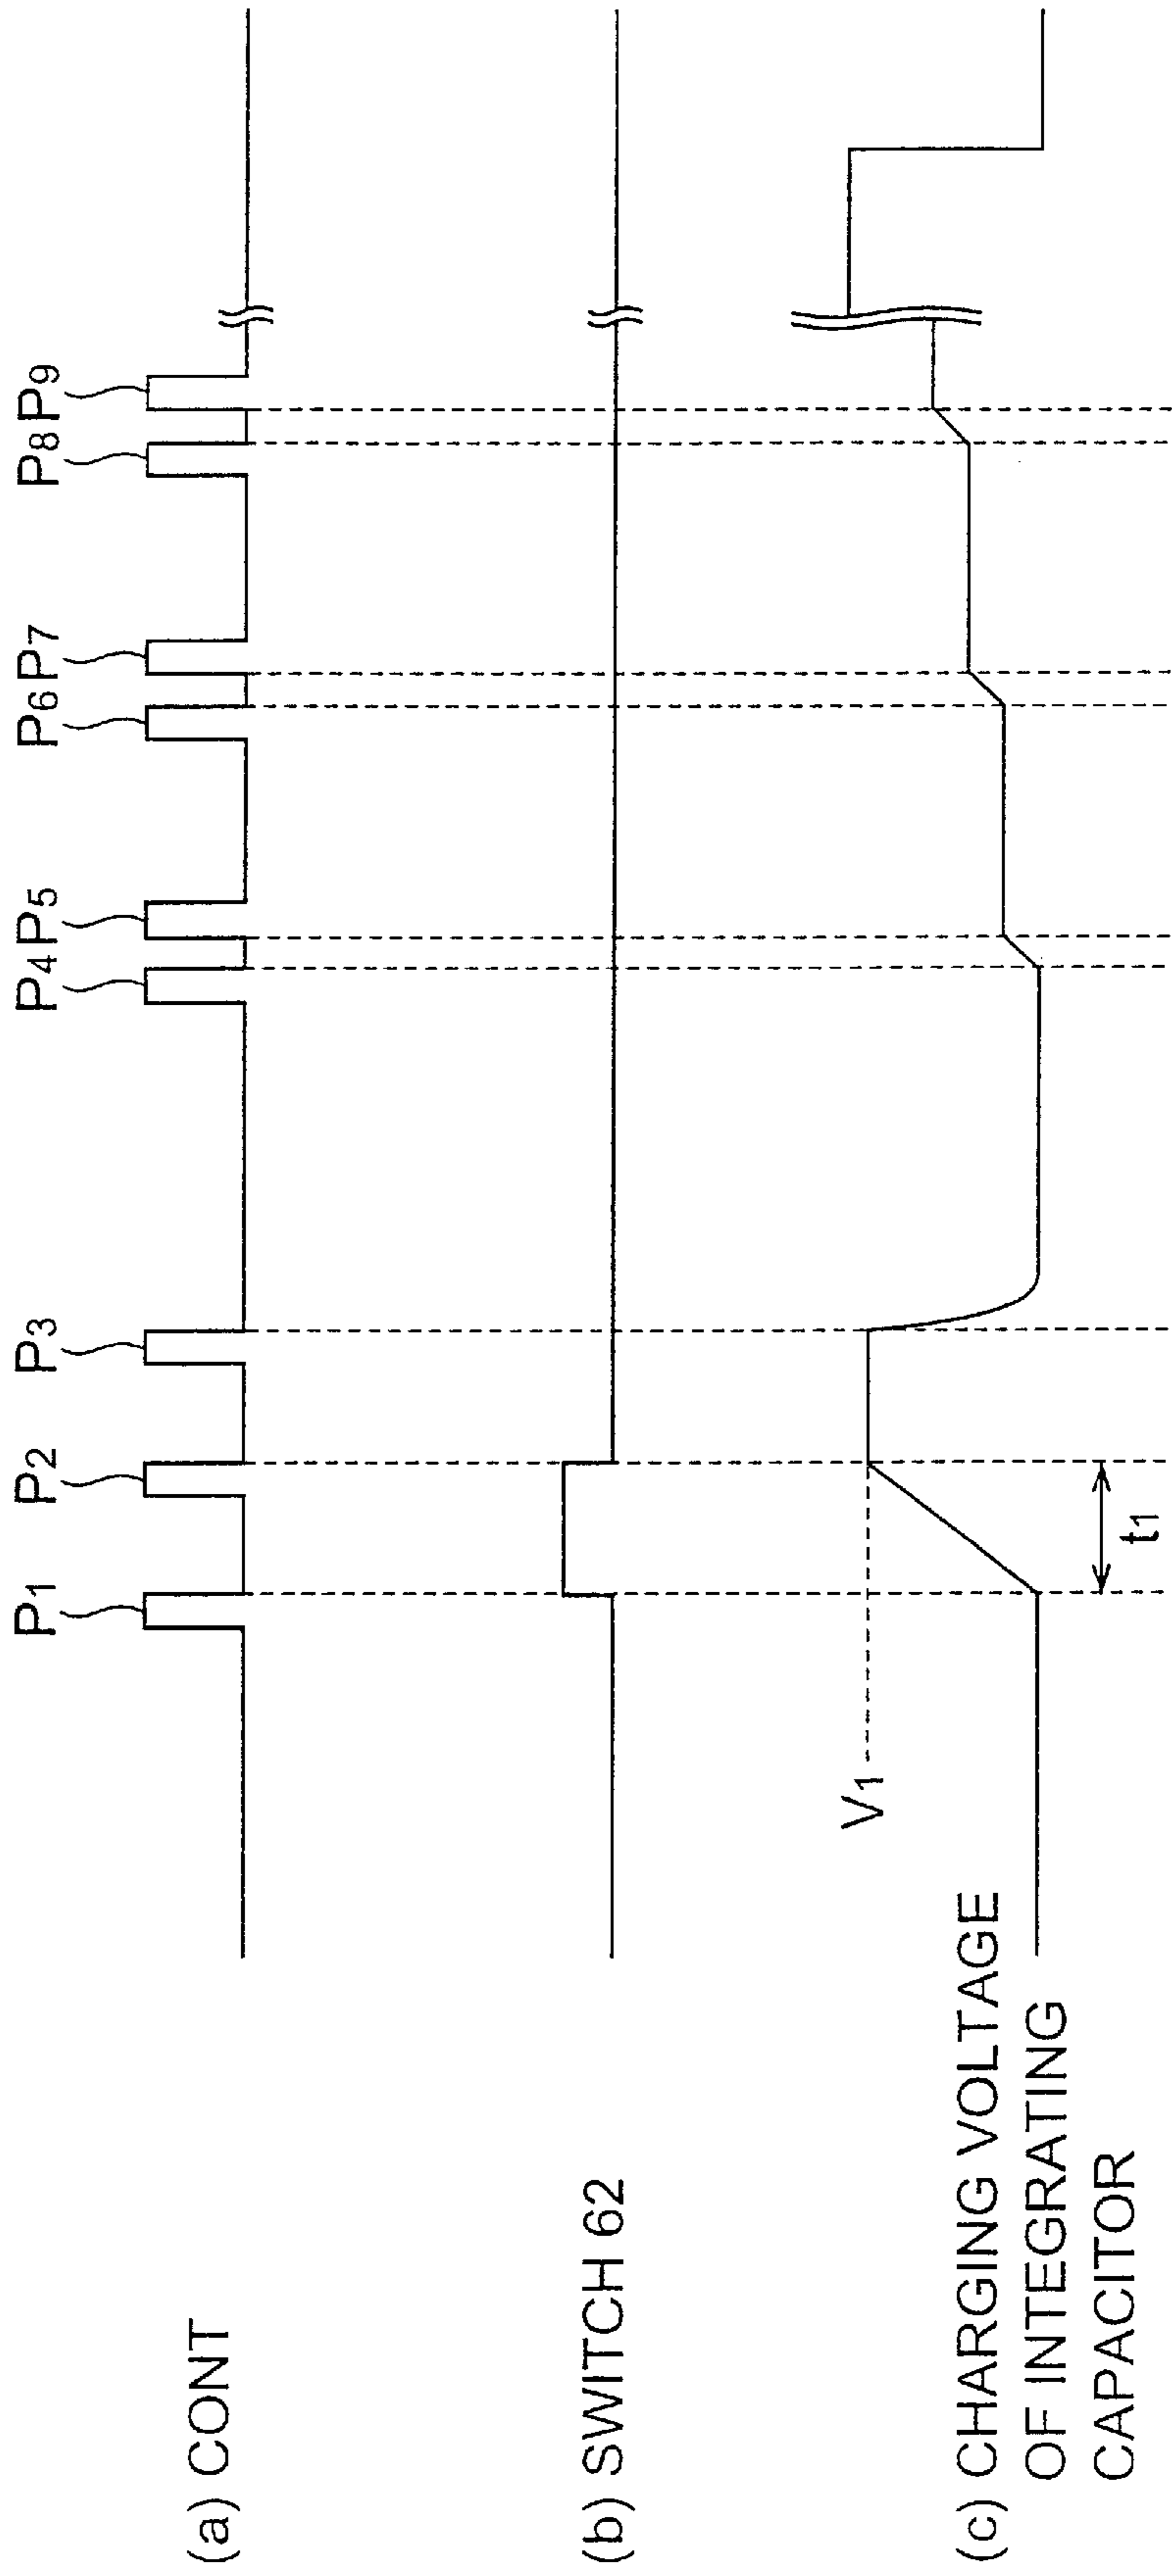 P1 P2 P3 P4 P5 P6 P7 P8 P9
(a) CONT
(b) SWITCH 62
V1
(c) CHARGING VOLTAGE
OF INTEGRATING
CAPACITOR
t1